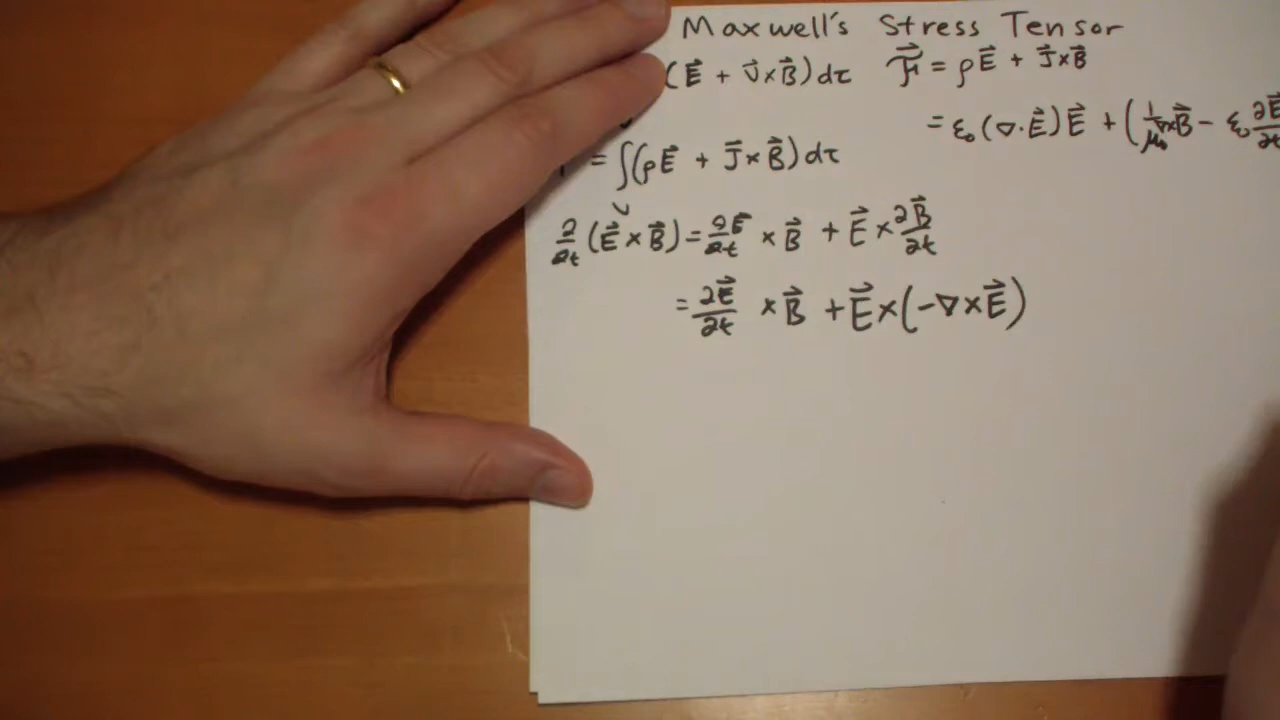 Maxwell's Stress Tensor
(E⃗ + v⃗ × B⃗) dτ   𝓕⃗ = ρE⃗ + J⃗ × B⃗
= ε₀(∇·E⃗)E⃗ + (1/μ₀ ∇×B⃗ − ε₀ ∂E⃗/∂t
= ∫(ρE⃗ + J⃗ × B⃗) dτ
∂/∂t (E⃗ × B⃗) = ∂E⃗/∂t × B⃗ + E⃗ × ∂B⃗/∂t
= ∂E⃗/∂t × B⃗ + E⃗ × (−∇ × E⃗)